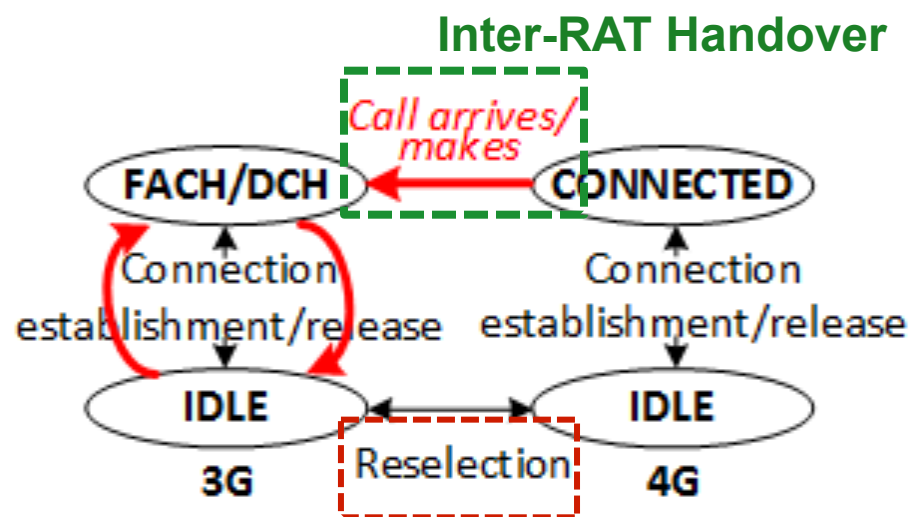 Inter-RAT Handover
Call arrives/
makes
FACH/DCH
CONNECTED
Connection
establishment/release
Connection
establishment/release
IDLE
IDLE
Reselection
3G
4G